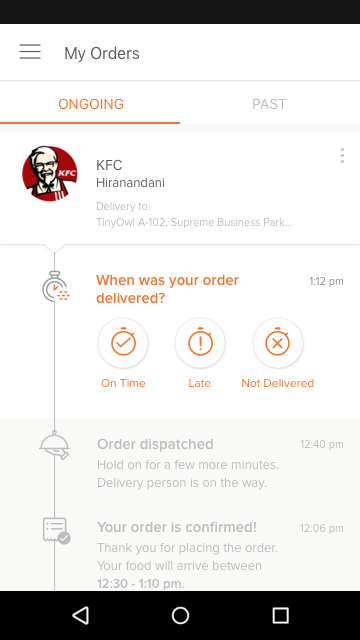 My Orders
ONGOING
PAST
KFC
KFC
Hiranandani
Delivery to:
TinyOwl A-102, Supreme Business Park...
When was your order
delivered?
1:12 pm
On Time
Late
Not Delivered
Order dispatched
12:40 pm
Hold on for a few more minutes.
Delivery person is on the way.
Your order is confirmed!
12:06 pm
Thank you for placing the order.
Your food will arrive between
12:30 - 1:10 pm.